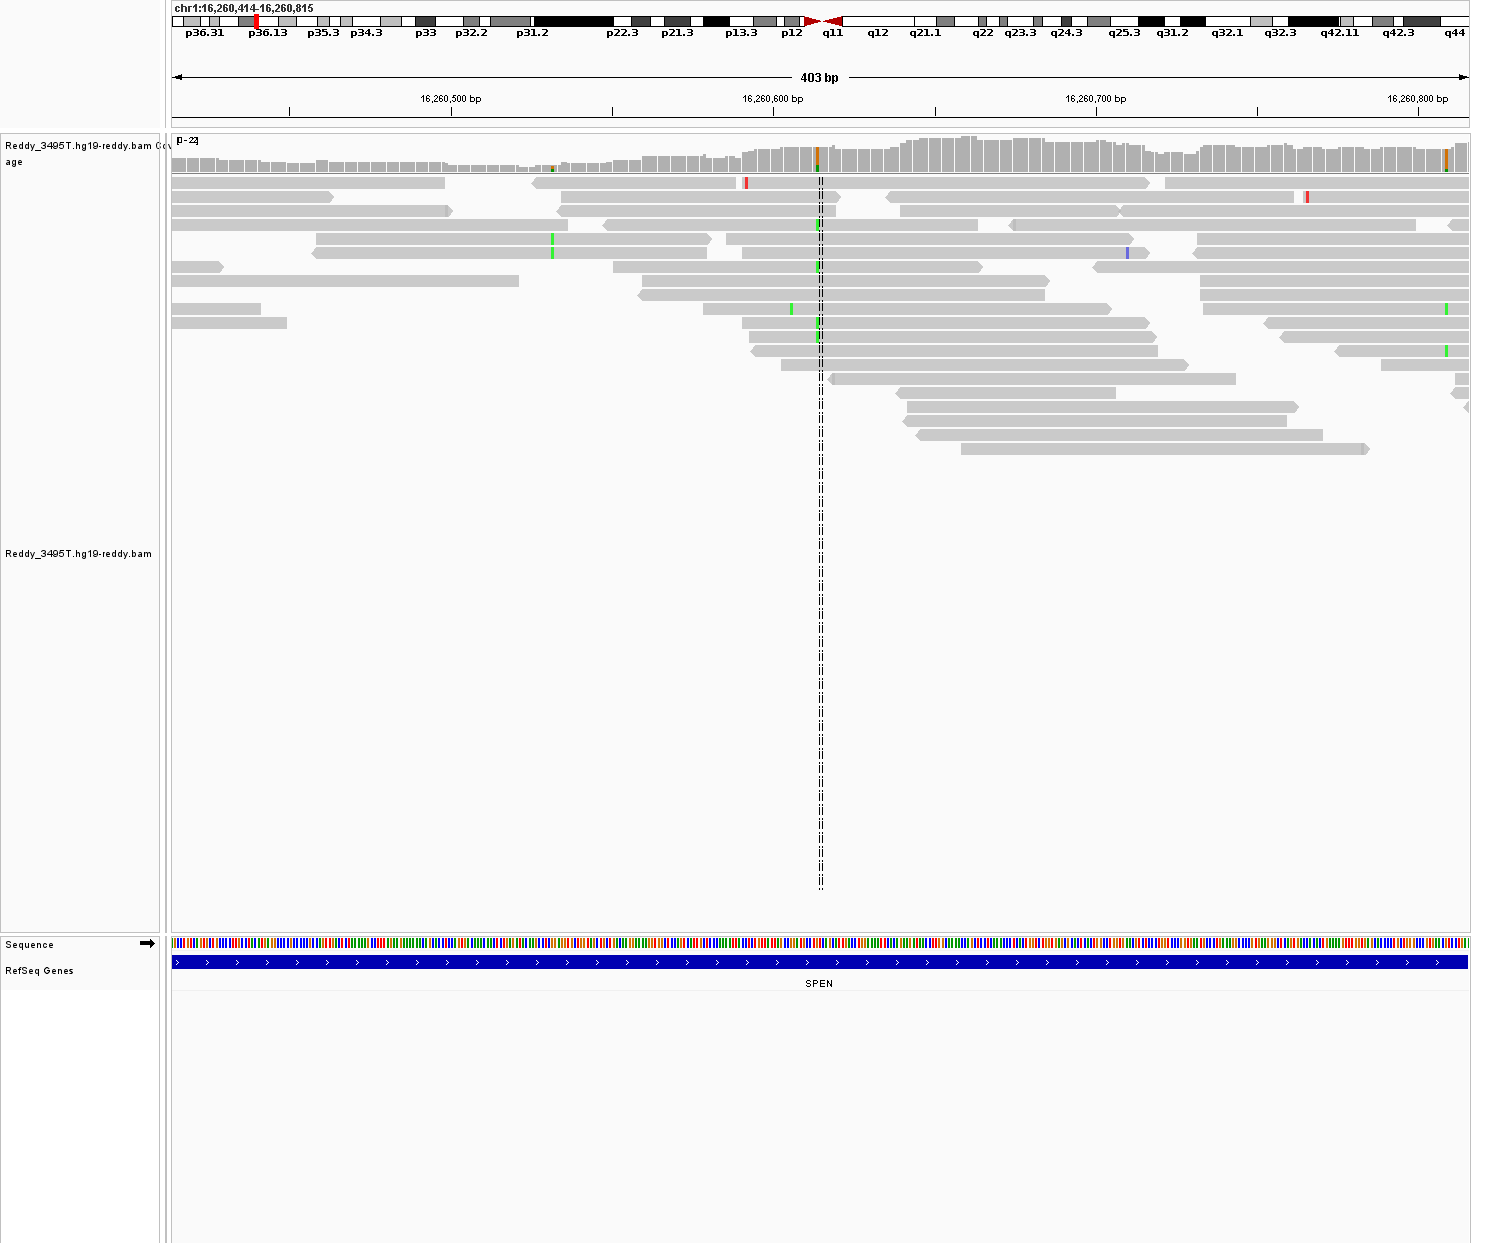 chr1:16,260,414-16,260,815
p36.31 p36.13 p35.3 p34.3 p33 p32.2 p31.2 p22.3 p21.3 p13.3 p12 q11 q12 q21.1 q22 q23.3 q24.3 q25.3 q31.2 q32.1 q32.3 q42.11 q42.3 q44
403 bp
16,260,500 bp 16,260,600 bp 16,260,700 bp 16,260,800 bp
[0-22]
Reddy_3495T.hg19-reddy.bam Cov
age
Reddy_3495T.hg19-reddy.bam
Sequence
RefSeq Genes
SPEN